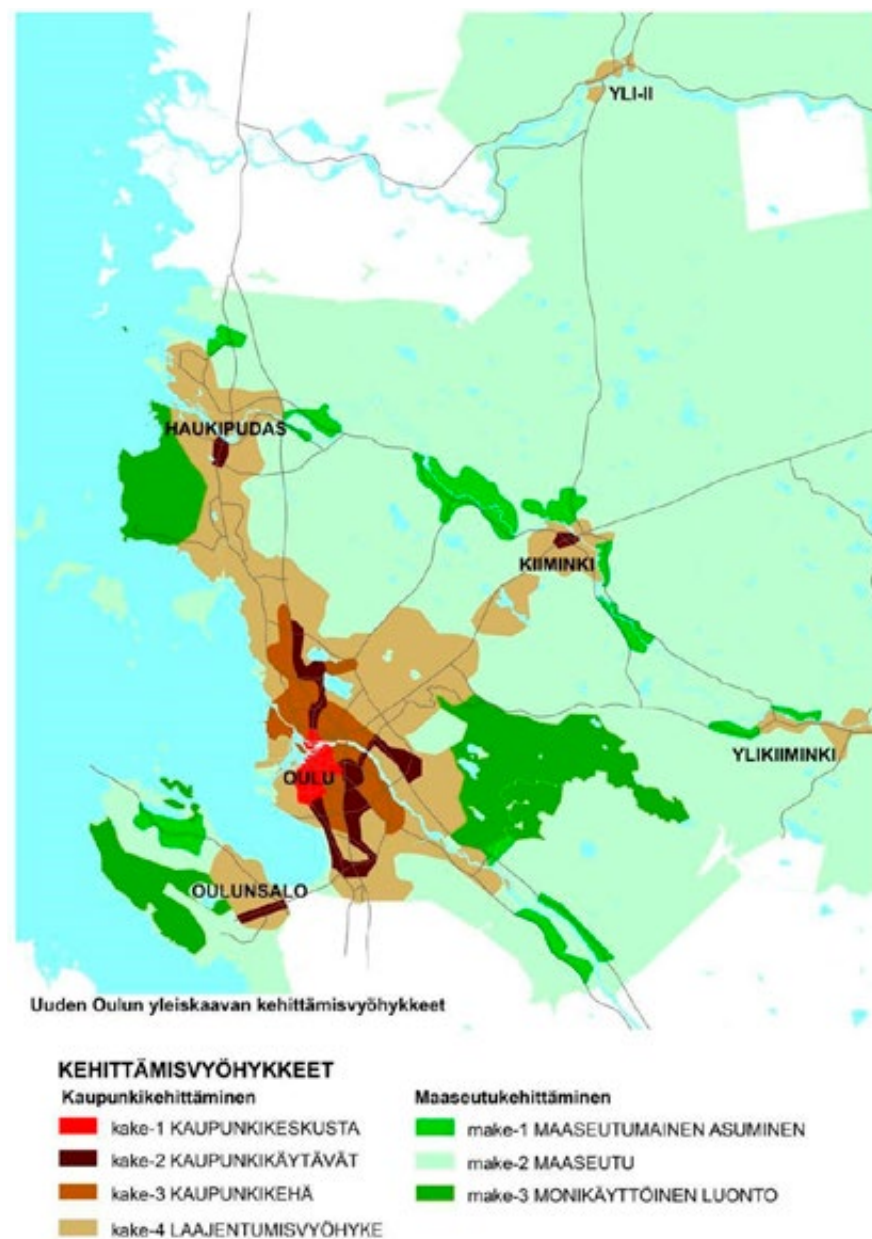 YLI-II
HAUKIPUDAS
KIIMINKI
YLIKIIMINKI
OULU
OULUNSALO
Uuden Oulun yleiskaavan kehittämisvyöhykkeet
KEHITTÄMISVYÖHYKKEET
Kaupunkikehittäminen
kake-1 KAUPUNKIKESKUSTA
kake-2 KAUPUNKIKÄYTÄVÄT
kake-3 KAUPUNKIKEHÄ
kake-4 LAAJENTUMISVYÖHYKE
Maaseutukehittäminen
make-1 MAASEUTUMAINEN ASUMINEN
make-2 MAASEUTU
make-3 MONIKÄYTTÖINEN LUONTO